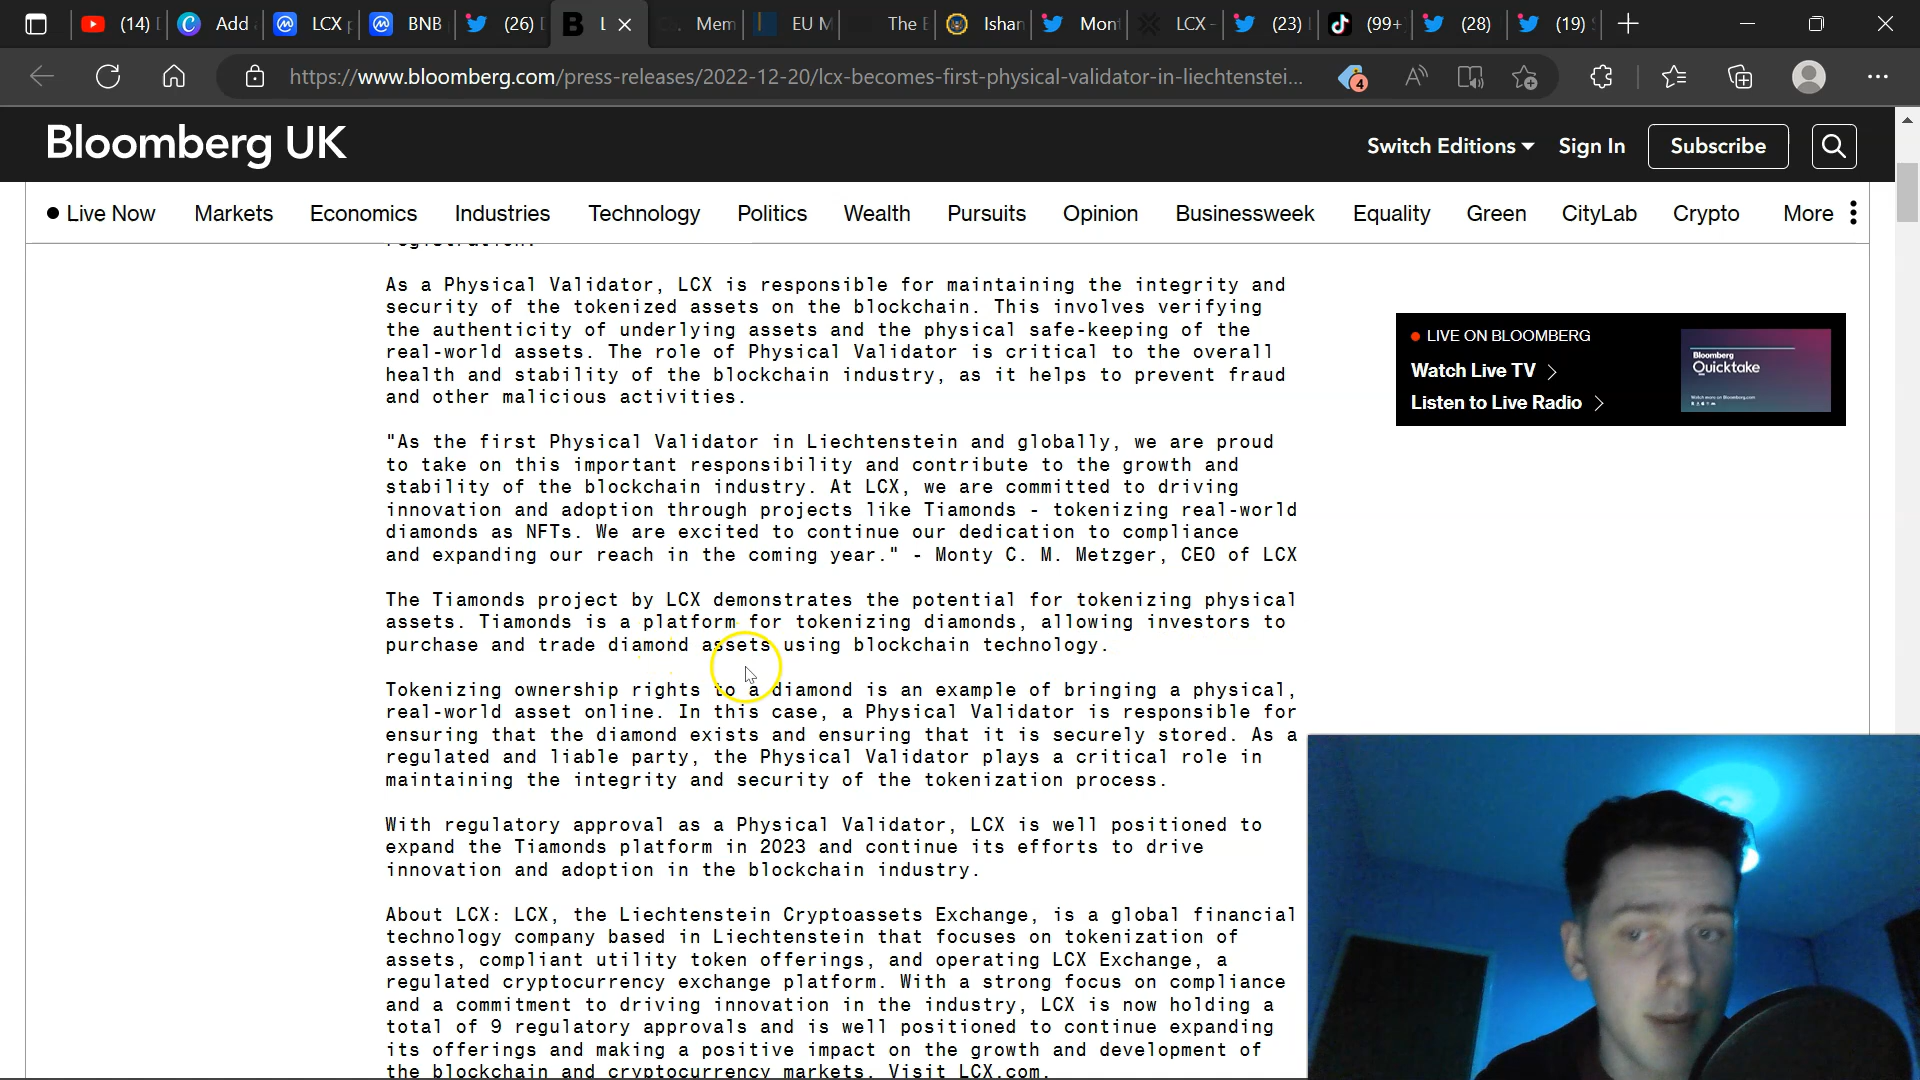 (14)
Add
LCX
BNB
(26)
Mem
EU M
The
Ishan
Mon
LCX -
(23)
(99+
(28)
(19)
https://www.bloomberg.com/press-releases/2022-12-20/lcx-becomes-first-physical-validator-in-liechtenstei...
4
Bloomberg UK
Switch Editions
Sign In
Subscribe
Live Now
Markets
Economics
Industries
Technology
Politics
Wealth
Pursuits
Opinion
Businessweek
Equality
Green
CityLab
Crypto
More
As a Physical Validator, LCX is responsible for maintaining the integrity and
security of the tokenized assets on the blockchain. This involves verifying
the authenticity of underlying assets and the physical safe-keeping of the
real-world assets. The role of Physical Validator is critical to the overall
health and stability of the blockchain industry, as it helps to prevent fraud
and other malicious activities.
"As the first Physical Validator in Liechtenstein and globally, we are proud
to take on this important responsibility and contribute to the growth and
stability of the blockchain industry. At LCX, we are committed to driving
innovation and adoption through projects like Tiamonds - tokenizing real-world
diamonds as NFTs. We are excited to continue our dedication to compliance
and expanding our reach in the coming year." - Monty C. M. Metzger, CEO of LCX
The Tiamonds project by LCX demonstrates the potential for tokenizing physical
assets. Tiamonds is a platform for tokenizing diamonds, allowing investors to
purchase and trade diamond assets using blockchain technology.
Tokenizing ownership rights to a diamond is an example of bringing a physical,
real-world asset online. In this case, a Physical Validator is responsible for
ensuring that the diamond exists and ensuring that it is securely stored. As a
regulated and liable party, the Physical Validator plays a critical role in
maintaining the integrity and security of the tokenization process.
With regulatory approval as a Physical Validator, LCX is well positioned to
expand the Tiamonds platform in 2023 and continue its efforts to drive
innovation and adoption in the blockchain industry.
About LCX: LCX, the Liechtenstein Cryptoassets Exchange, is a global financial
technology company based in Liechtenstein that focuses on tokenization of
assets, compliant utility token offerings, and operating LCX Exchange, a
regulated cryptocurrency exchange platform. With a strong focus on compliance
and a commitment to driving innovation in the industry, LCX is now holding a
total of 9 regulatory approvals and is well positioned to continue expanding
its offerings and making a positive impact on the growth and development of
the blockchain and cryptocurrency markets. Visit LCX.com.
LIVE ON BLOOMBERG
Watch Live TV
Listen to Live Radio
Bloomberg
Quicktake